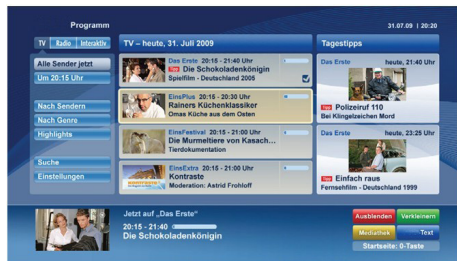 Programm
31.07.09 | 20:20
TV Radio Interaktiv
TV – heute, 31. Juli 2009
Tagestipps
Alle Sender jetzt
Um 20:15 Uhr
Nach Sendern
Nach Genre
Highlights
Suche
Einstellungen
Das Erste 20:15 - 21:40 Uhr
Tipp Die Schokoladenkönigin
Spielfilm - Deutschland 2005
EinsPlus 20:15 - 20:30 Uhr
Rainers Küchenklassiker
Omas Küche aus dem Osten
EinsFestival 20:15 - 21:00 Uhr
Die Murmeltiere von Kasach...
Tierdokumentation
EinsExtra 20:15 - 21:00 Uhr
Kontraste
Moderation: Astrid Frohloff
Das Erste heute, 21:40 Uhr
Tipp Polizeiruf 110
Bei Klingelzeichen Mord
Das Erste heute, 23:25 Uhr
Tipp Einfach raus
Fernsehfilm - Deutschland 1999
Jetzt auf „Das Erste“
20:15 - 21:40
Die Schokoladenkönigin
Ausblenden Verkleinern
Mediathek Text
Startseite: 0-Taste